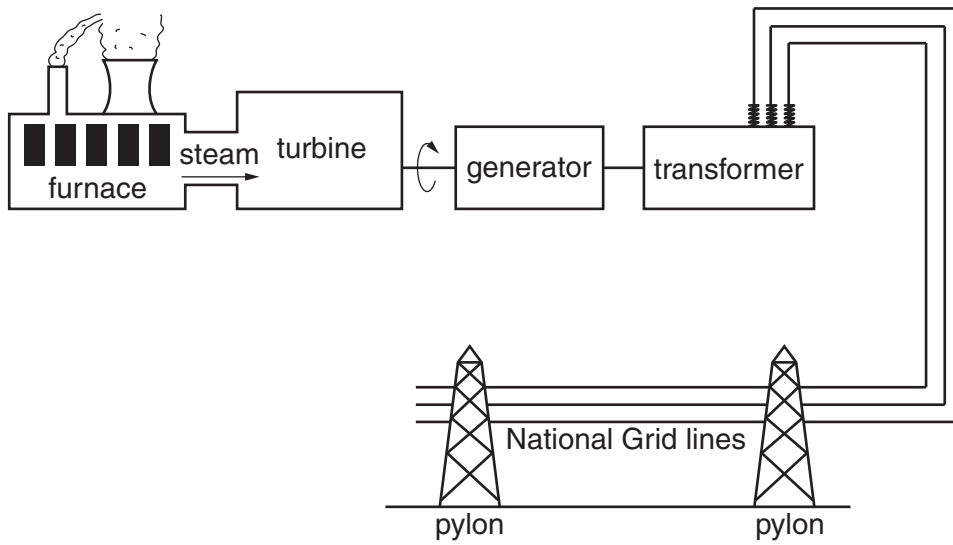 furnace
steam
turbine
generator
transformer
National Grid lines
pylon
pylon